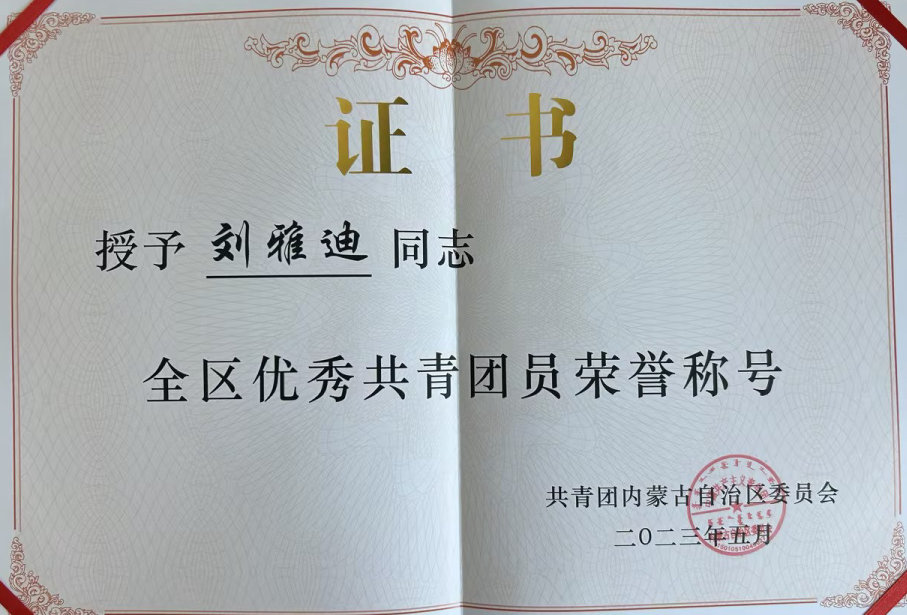 证书
授予 刘雅迪 同志
全区优秀共青团员荣誉称号
共青团内蒙古自治区委员会
二〇二三年五月